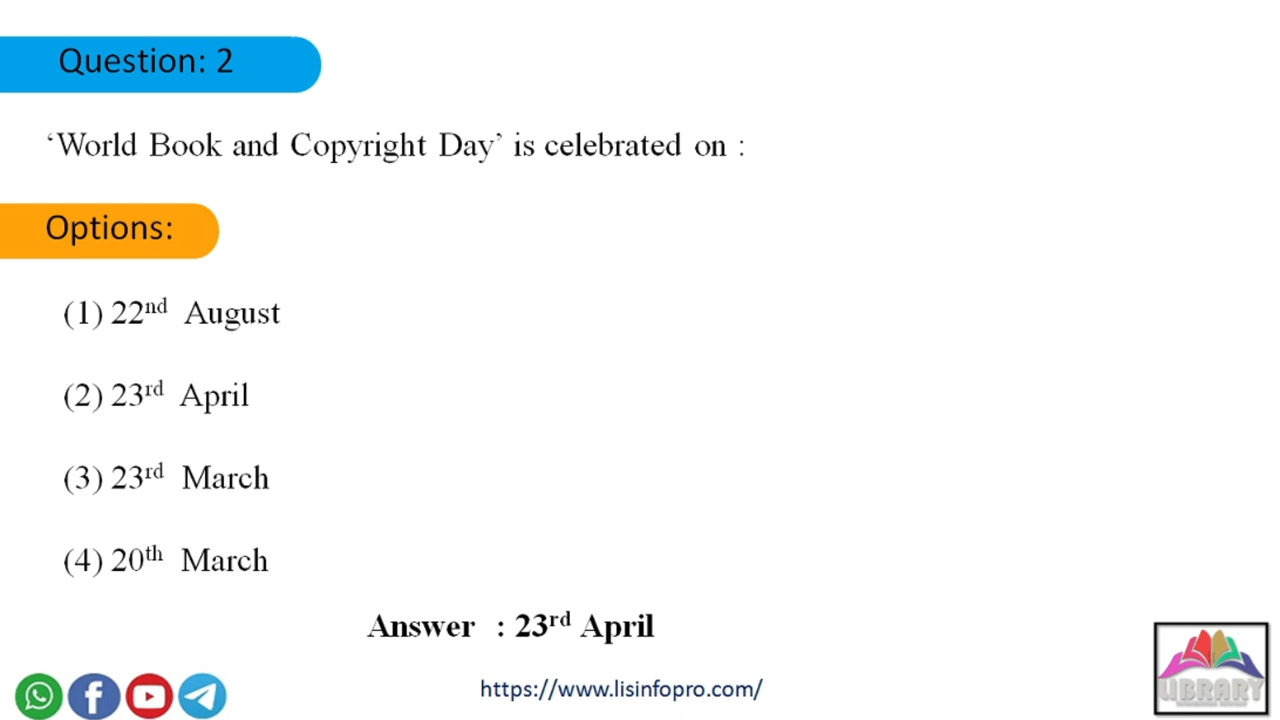 Question: 2
‘World Book and Copyright Day’ is celebrated on :
Options:
(1) 22nd August
(2) 23rd April
(3) 23rd March
(4) 20th March
Answer : 23rd April
https://www.lisinfopro.com/
LIBRARY